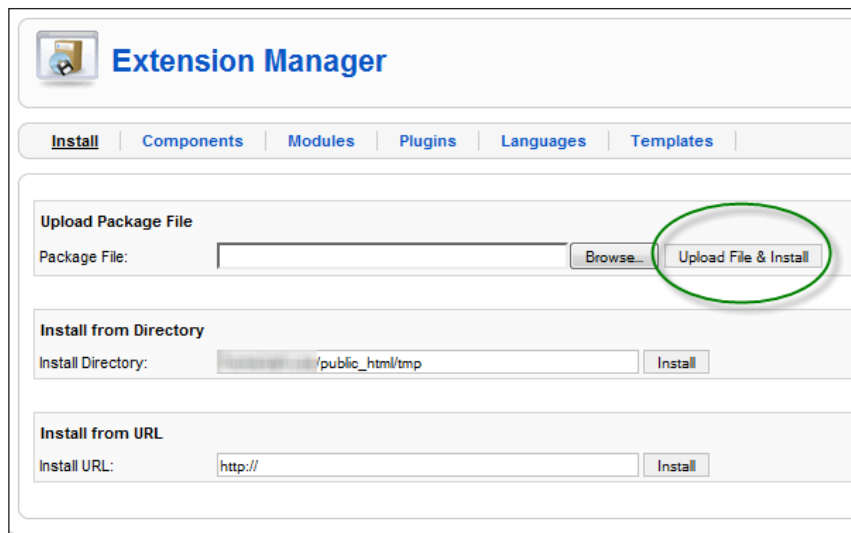 Extension Manager
Install Components Modules Plugins Languages Templates
Upload Package File
Package File: Browse... Upload File & Install
Install from Directory
Install Directory: /public_html/tmp Install
Install from URL
Install URL: http:// Install